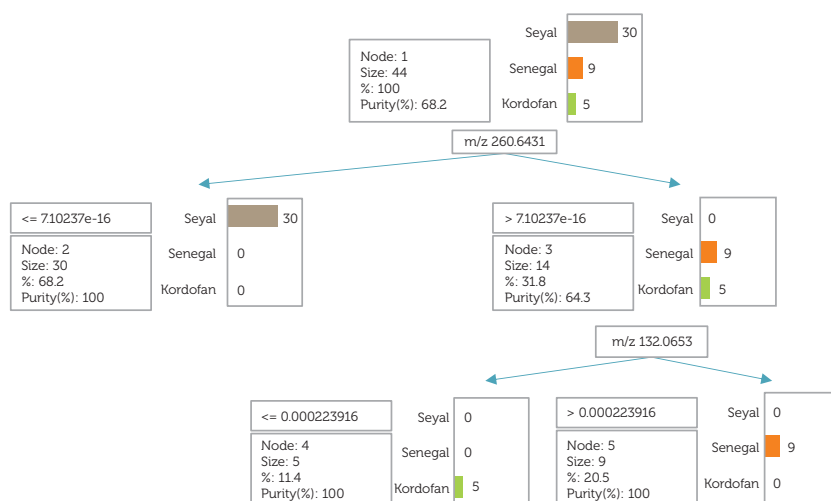 Seyal 30
Node: 1
Size: 44
%: 100
Purity(%): 68.2
Senegal 9
Kordofan 5
m/z 260.6431
<= 7.10237e-16
Node: 2
Size: 30
%: 68.2
Purity(%): 100
Seyal 30
Senegal 0
Kordofan 0
> 7.10237e-16
Node: 3
Size: 14
%: 31.8
Purity(%): 64.3
Seyal 0
Senegal 9
Kordofan 5
m/z 132.0653
<= 0.000223916
Node: 4
Size: 5
%: 11.4
Purity(%): 100
Seyal 0
Senegal 0
Kordofan 5
> 0.000223916
Node: 5
Size: 9
%: 20.5
Purity(%): 100
Seyal 0
Senegal 9
Kordofan 0